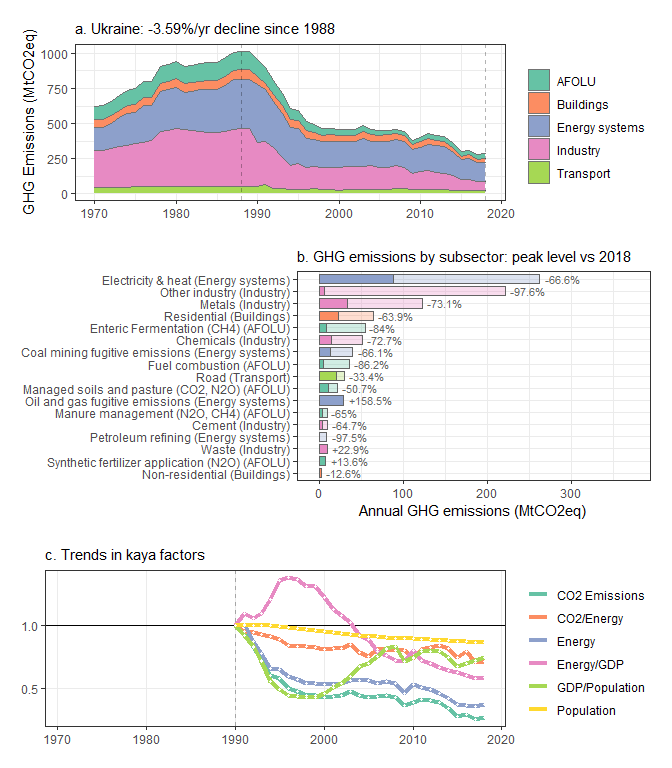 a. Ukraine: -3.59%/yr decline since 1988
GHG Emissions (MtCO2eq)
1000
750
500
250
0
1970 1980 1990 2000 2010 2020
AFOLU
Buildings
Energy systems
Industry
Transport
b. GHG emissions by subsector: peak level vs 2018
Electricity & heat (Energy systems) -66.6%
Other industry (Industry) -97.6%
Metals (Industry) -73.1%
Residential (Buildings) -63.9%
Enteric Fermentation (CH4) (AFOLU) -84%
Chemicals (Industry) -72.7%
Coal mining fugitive emissions (Energy systems) -66.1%
Fuel combustion (AFOLU) -86.2%
Road (Transport) -33.4%
Managed soils and pasture (CO2, N2O) (AFOLU) -50.7%
Oil and gas fugitive emissions (Energy systems) +158.5%
Manure management (N2O, CH4) (AFOLU) -65%
Cement (Industry) -64.7%
Petroleum refining (Energy systems) -97.5%
Waste (Industry) +22.9%
Synthetic fertilizer application (N2O) (AFOLU) +13.6%
Non-residential (Buildings) -12.6%
0 100 200 300
Annual GHG emissions (MtCO2eq)
c. Trends in kaya factors
1.0
0.5
1970 1980 1990 2000 2010 2020
CO2 Emissions
CO2/Energy
Energy
Energy/GDP
GDP/Population
Population